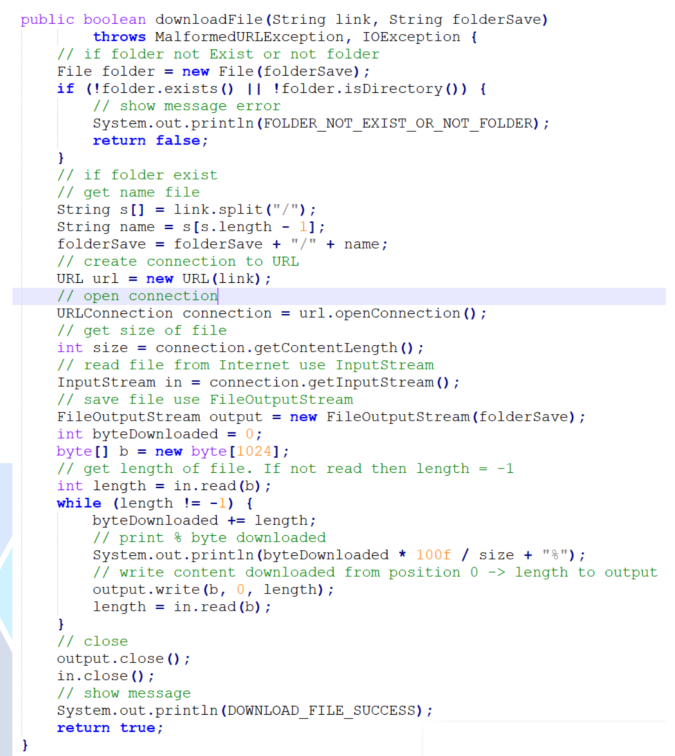 public boolean downloadFile(String link, String folderSave)
        throws MalformedURLException, IOException {
    // if folder not Exist or not folder
    File folder = new File(folderSave);
    if (!folder.exists() || !folder.isDirectory()) {
        // show message error
        System.out.println(FOLDER_NOT_EXIST_OR_NOT_FOLDER);
        return false;
    }
    // if folder exist
    // get name file
    String s[] = link.split("/");
    String name = s[s.length - 1];
    folderSave = folderSave + "/" + name;
    // create connection to URL
    URL url = new URL(link);
    // open connection
    URLConnection connection = url.openConnection();
    // get size of file
    int size = connection.getContentLength();
    // read file from Internet use InputStream
    InputStream in = connection.getInputStream();
    // save file use FileOutputStream
    FileOutputStream output = new FileOutputStream(folderSave);
    int byteDownloaded = 0;
    byte[] b = new byte[1024];
    // get length of file. If not read then length = -1
    int length = in.read(b);
    while (length != -1) {
        byteDownloaded += length;
        // print % byte downloaded
        System.out.println(byteDownloaded * 100f / size + "%");
        // write content downloaded from position 0 -> length to output
        output.write(b, 0, length);
        length = in.read(b);
    }
    // close
    output.close();
    in.close();
    // show message
    System.out.println(DOWNLOAD_FILE_SUCCESS);
    return true;
}